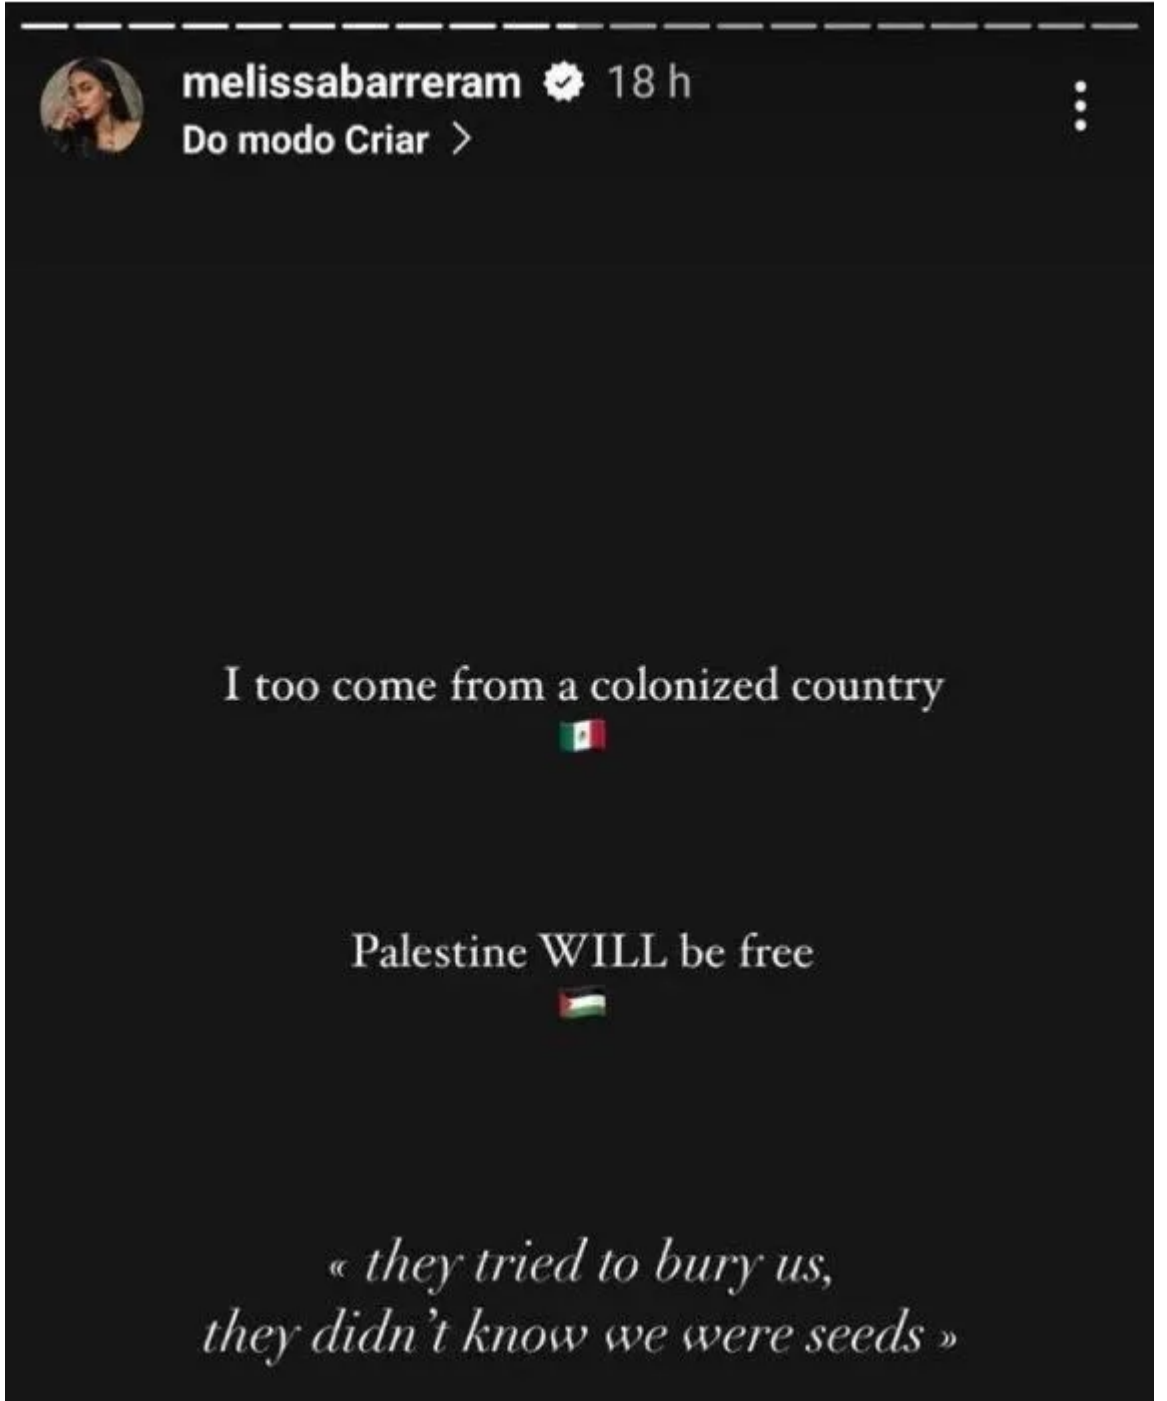 melissabarreram 18 h
Do modo Criar >
I too come from a colonized country
🇲🇽
Palestine WILL be free
🇵🇸
« they tried to bury us,
they didn’t know we were seeds »